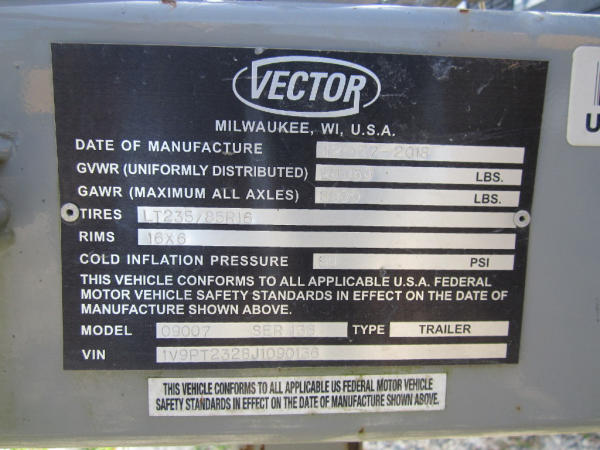 VECTOR
MILWAUKEE, WI, U.S.A.
DATE OF MANUFACTURE 2018
GVWR (UNIFORMLY DISTRIBUTED) LBS.
GAWR (MAXIMUM ALL AXLES) LBS.
TIRES LT235/85R16
RIMS 16X6
COLD INFLATION PRESSURE PSI
THIS VEHICLE CONFORMS TO ALL APPLICABLE U.S.A. FEDERAL
MOTOR VEHICLE SAFETY STANDARDS IN EFFECT ON THE DATE OF
MANUFACTURE SHOWN ABOVE.
MODEL 09007 SER 136 TYPE TRAILER
VIN 1V9PT2328J1090136
THIS VEHICLE CONFORMS TO ALL APPLICABLE US FEDERAL MOTOR VEHICLE
SAFETY STANDARDS IN EFFECT ON THE DATE OF MANUFACTURE SHOWN ABOVE.